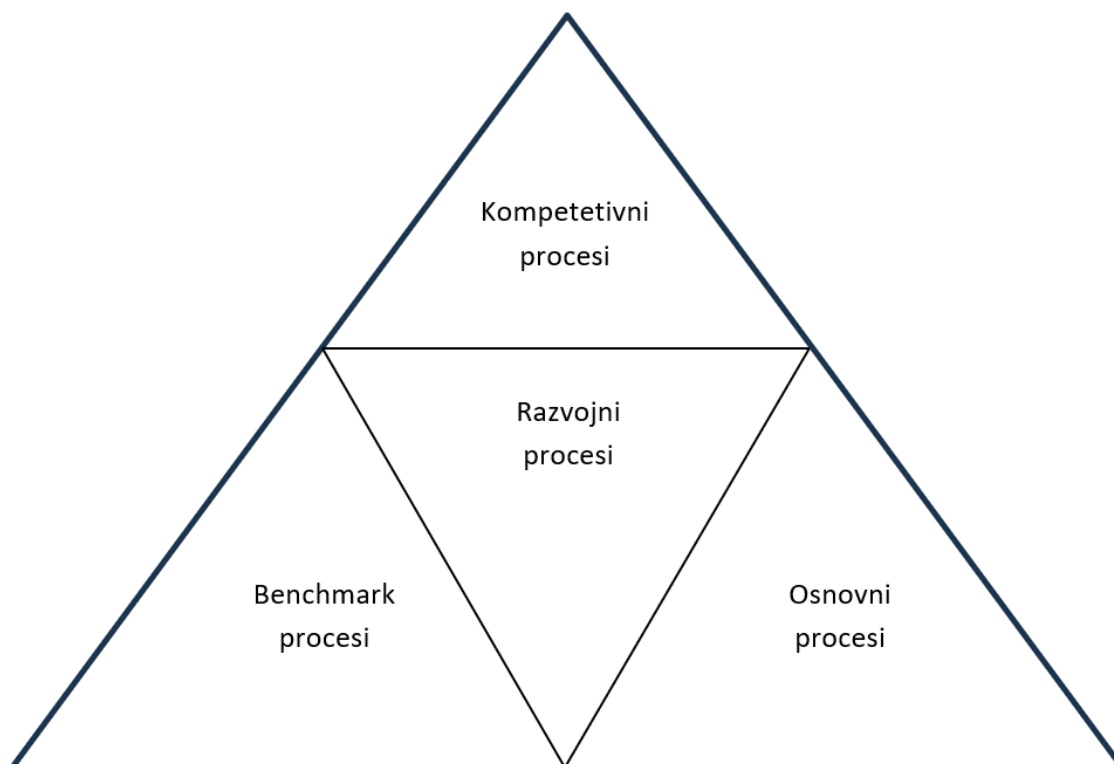 Kompetetivni
procesi
Razvojni
procesi
Benchmark
procesi
Osnovni
procesi